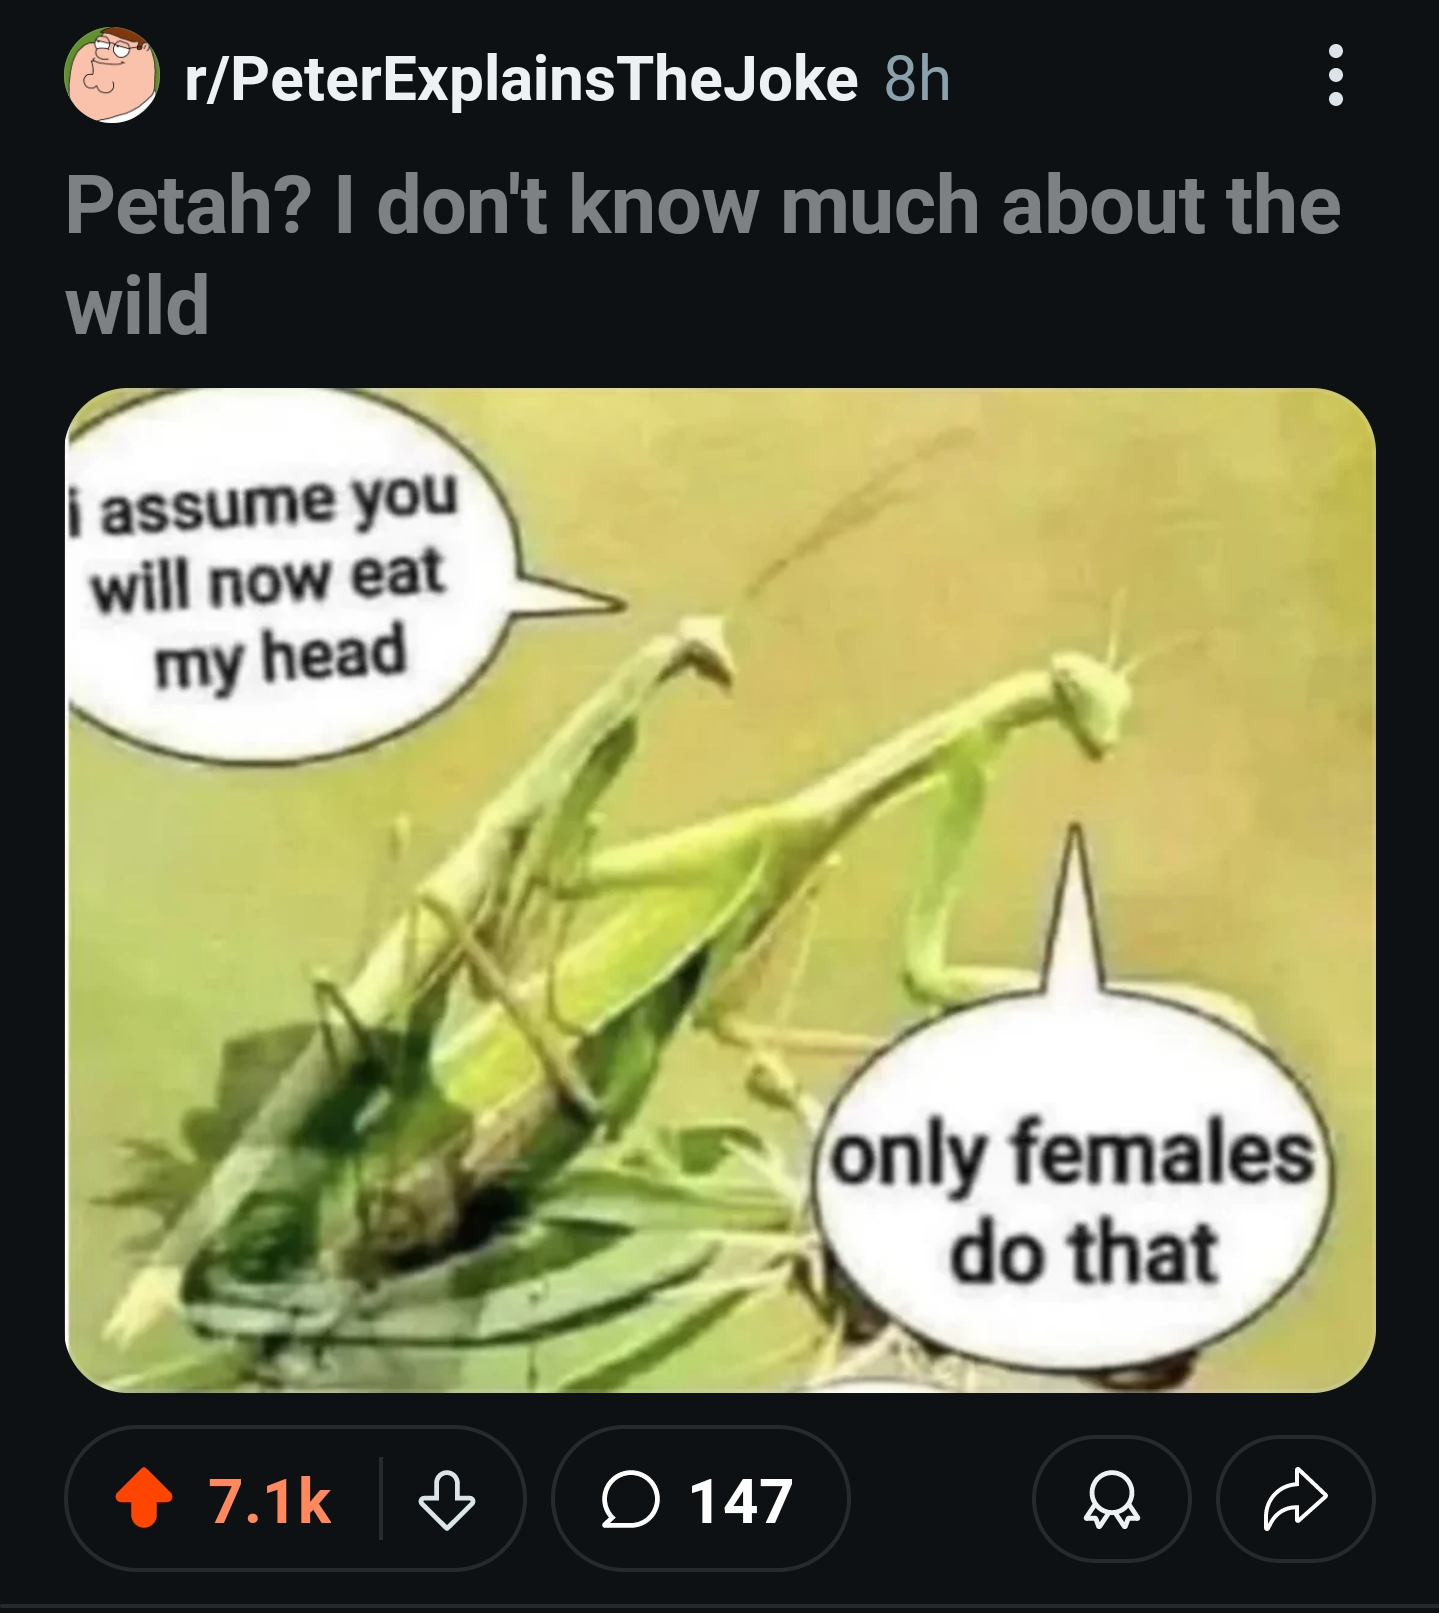 r/PeterExplainsTheJoke 8h
Petah? I don't know much about the
wild
i assume you
will now eat
my head
only females
do that
7.1k
147